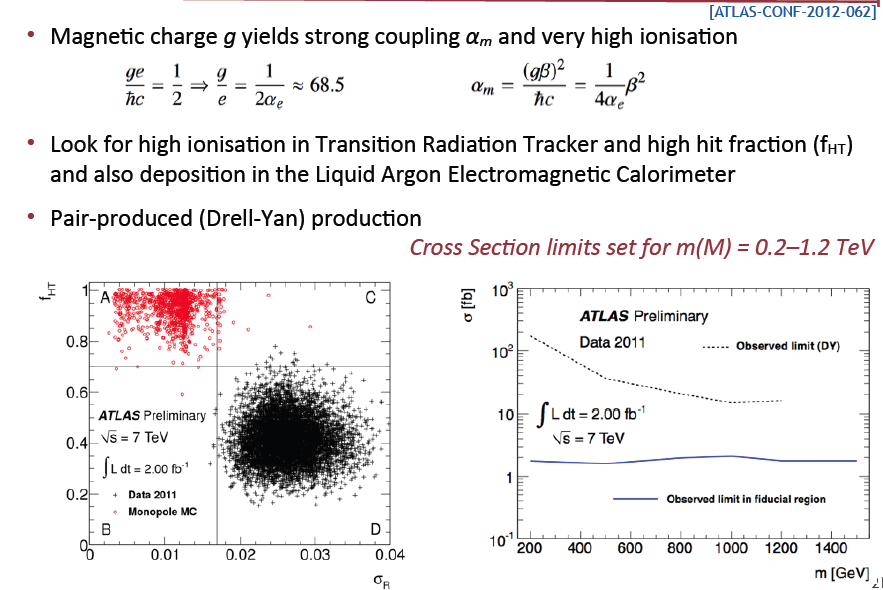 [ATLAS-CONF-2012-062]
• Magnetic charge g yields strong coupling αm and very high ionisation
ge/ħc = 1/2 ⇒ g/e = 1/2αe ≈ 68.5
αm = (gβ)²/ħc = 1/4αe β²
• Look for high ionisation in Transition Radiation Tracker and high hit fraction (fHT)
and also deposition in the Liquid Argon Electromagnetic Calorimeter
• Pair-produced (Drell-Yan) production
Cross Section limits set for m(M) = 0.2–1.2 TeV
fHT
1
0.8
0.6
0.4
0.2
0
A
C
ATLAS Preliminary
√s = 7 TeV
∫L dt = 2.00 fb⁻¹
+ Data 2011
○ Monopole MC
B
D
0 0.01 0.02 0.03 0.04
σR
σ [fb]
10³
10²
10
1
10⁻¹
ATLAS Preliminary
Data 2011
Observed limit (DY)
∫L dt = 2.00 fb⁻¹
√s = 7 TeV
Observed limit in fiducial region
200 400 600 800 1000 1200 1400
m [GeV]